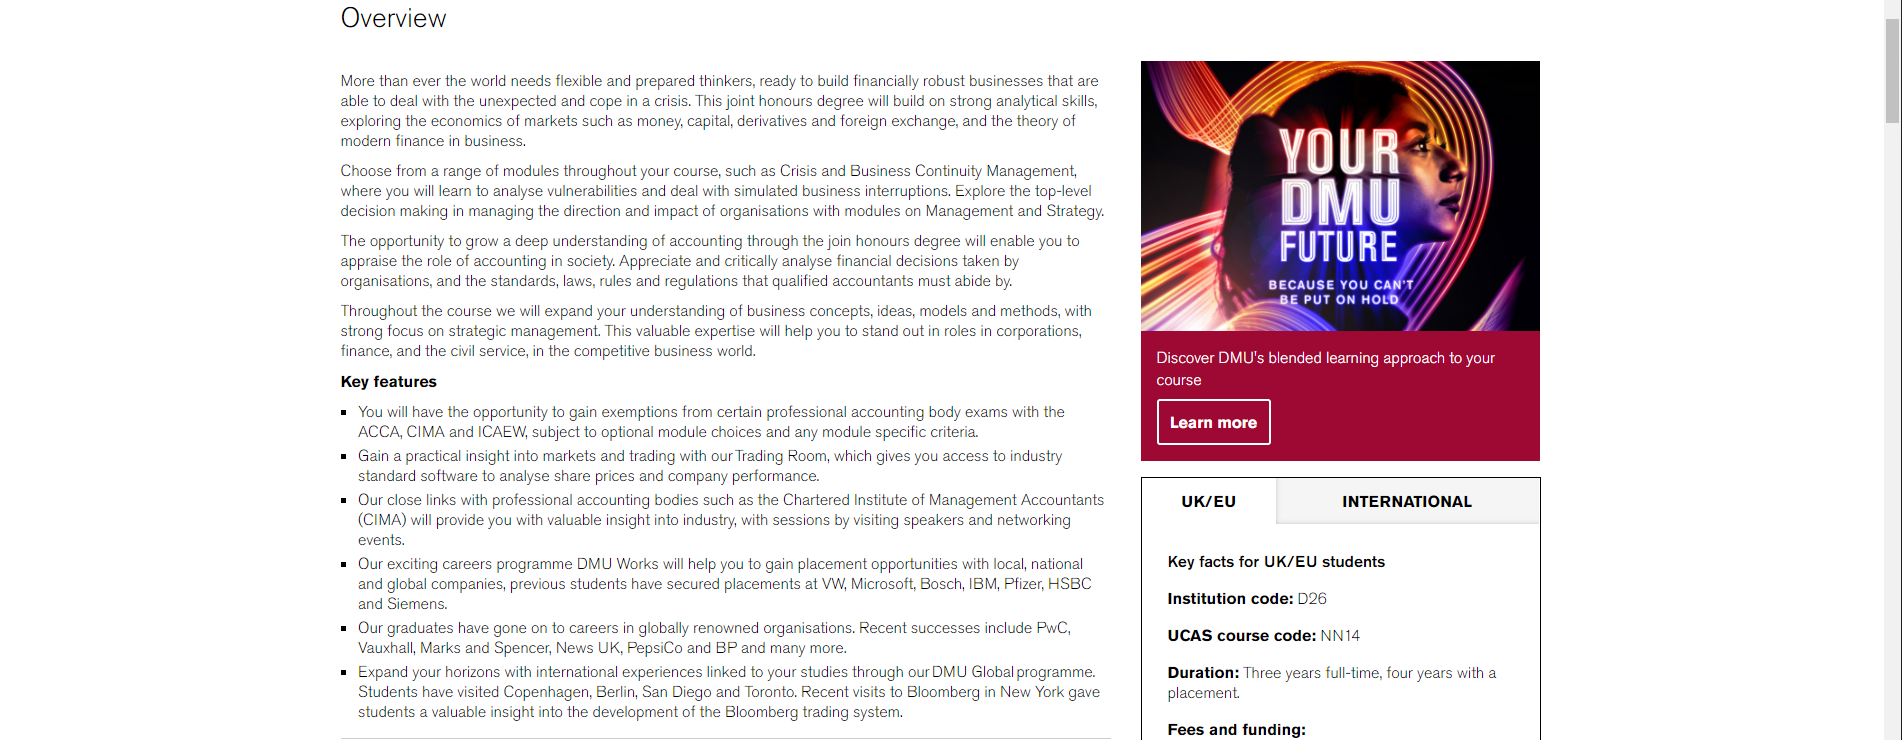 Overview
More than ever the world needs flexible and prepared thinkers, ready to build financially robust businesses that are
able to deal with the unexpected and cope in a crisis. This joint honours degree will build on strong analytical skills,
exploring the economics of markets such as money, capital, derivatives and foreign exchange, and the theory of
modern finance in business.
Choose from a range of modules throughout your course, such as Crisis and Business Continuity Management,
where you will learn to analyse vulnerabilities and deal with simulated business interruptions. Explore the top-level
decision making in managing the direction and impact of organisations with modules on Management and Strategy.
The opportunity to grow a deep understanding of accounting through the join honours degree will enable you to
appraise the role of accounting in society. Appreciate and critically analyse financial decisions taken by
organisations, and the standards, laws, rules and regulations that qualified accountants must abide by.
Throughout the course we will expand your understanding of business concepts, ideas, models and methods, with
strong focus on strategic management. This valuable expertise will help you to stand out in roles in corporations,
finance, and the civil service, in the competitive business world.
Key features
You will have the opportunity to gain exemptions from certain professional accounting body exams with the
ACCA, CIMA and ICAEW, subject to optional module choices and any module specific criteria.
Gain a practical insight into markets and trading with our Trading Room, which gives you access to industry
standard software to analyse share prices and company performance.
Our close links with professional accounting bodies such as the Chartered Institute of Management Accountants
(CIMA) will provide you with valuable insight into industry, with sessions by visiting speakers and networking
events.
Our exciting careers programme DMU Works will help you to gain placement opportunities with local, national
and global companies, previous students have secured placements at VW, Microsoft, Bosch, IBM, Pfizer, HSBC
and Siemens.
Our graduates have gone on to careers in globally renowned organisations. Recent successes include PwC,
Vauxhall, Marks and Spencer, News UK, PepsiCo and BP and many more.
Expand your horizons with international experiences linked to your studies through our DMU Global programme.
Students have visited Copenhagen, Berlin, San Diego and Toronto. Recent visits to Bloomberg in New York gave
students a valuable insight into the development of the Bloomberg trading system.
YOUR
DMU
FUTURE
BECAUSE YOU CAN'T
BE PUT ON HOLD
Discover DMU's blended learning approach to your
course
Learn more
UK/EU INTERNATIONAL
Key facts for UK/EU students
Institution code: D26
UCAS course code: NN14
Duration: Three years full-time, four years with a
placement.
Fees and funding: